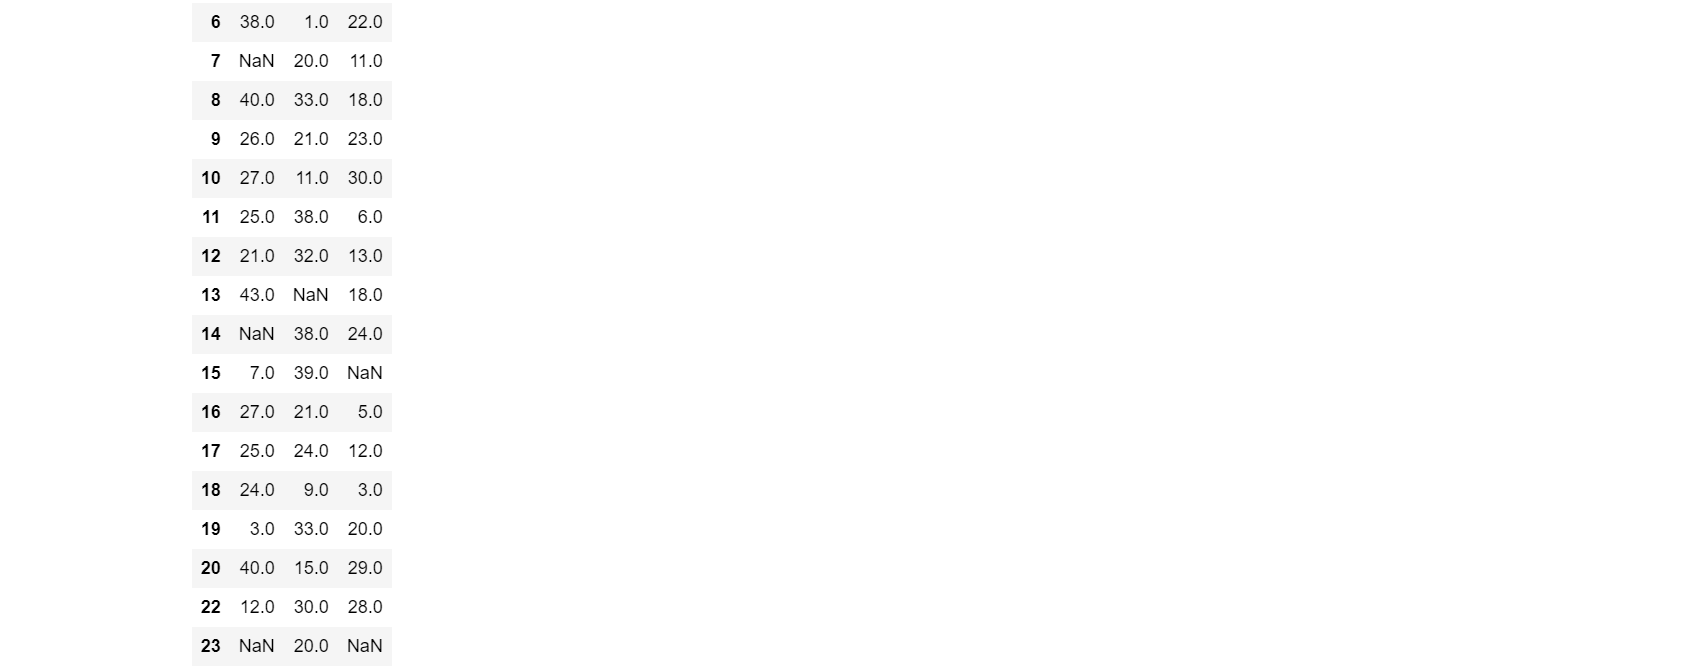 6 38.0 1.0 22.0
7 NaN 20.0 11.0
8 40.0 33.0 18.0
9 26.0 21.0 23.0
10 27.0 11.0 30.0
11 25.0 38.0 6.0
12 21.0 32.0 13.0
13 43.0 NaN 18.0
14 NaN 38.0 24.0
15 7.0 39.0 NaN
16 27.0 21.0 5.0
17 25.0 24.0 12.0
18 24.0 9.0 3.0
19 3.0 33.0 20.0
20 40.0 15.0 29.0
22 12.0 30.0 28.0
23 NaN 20.0 NaN